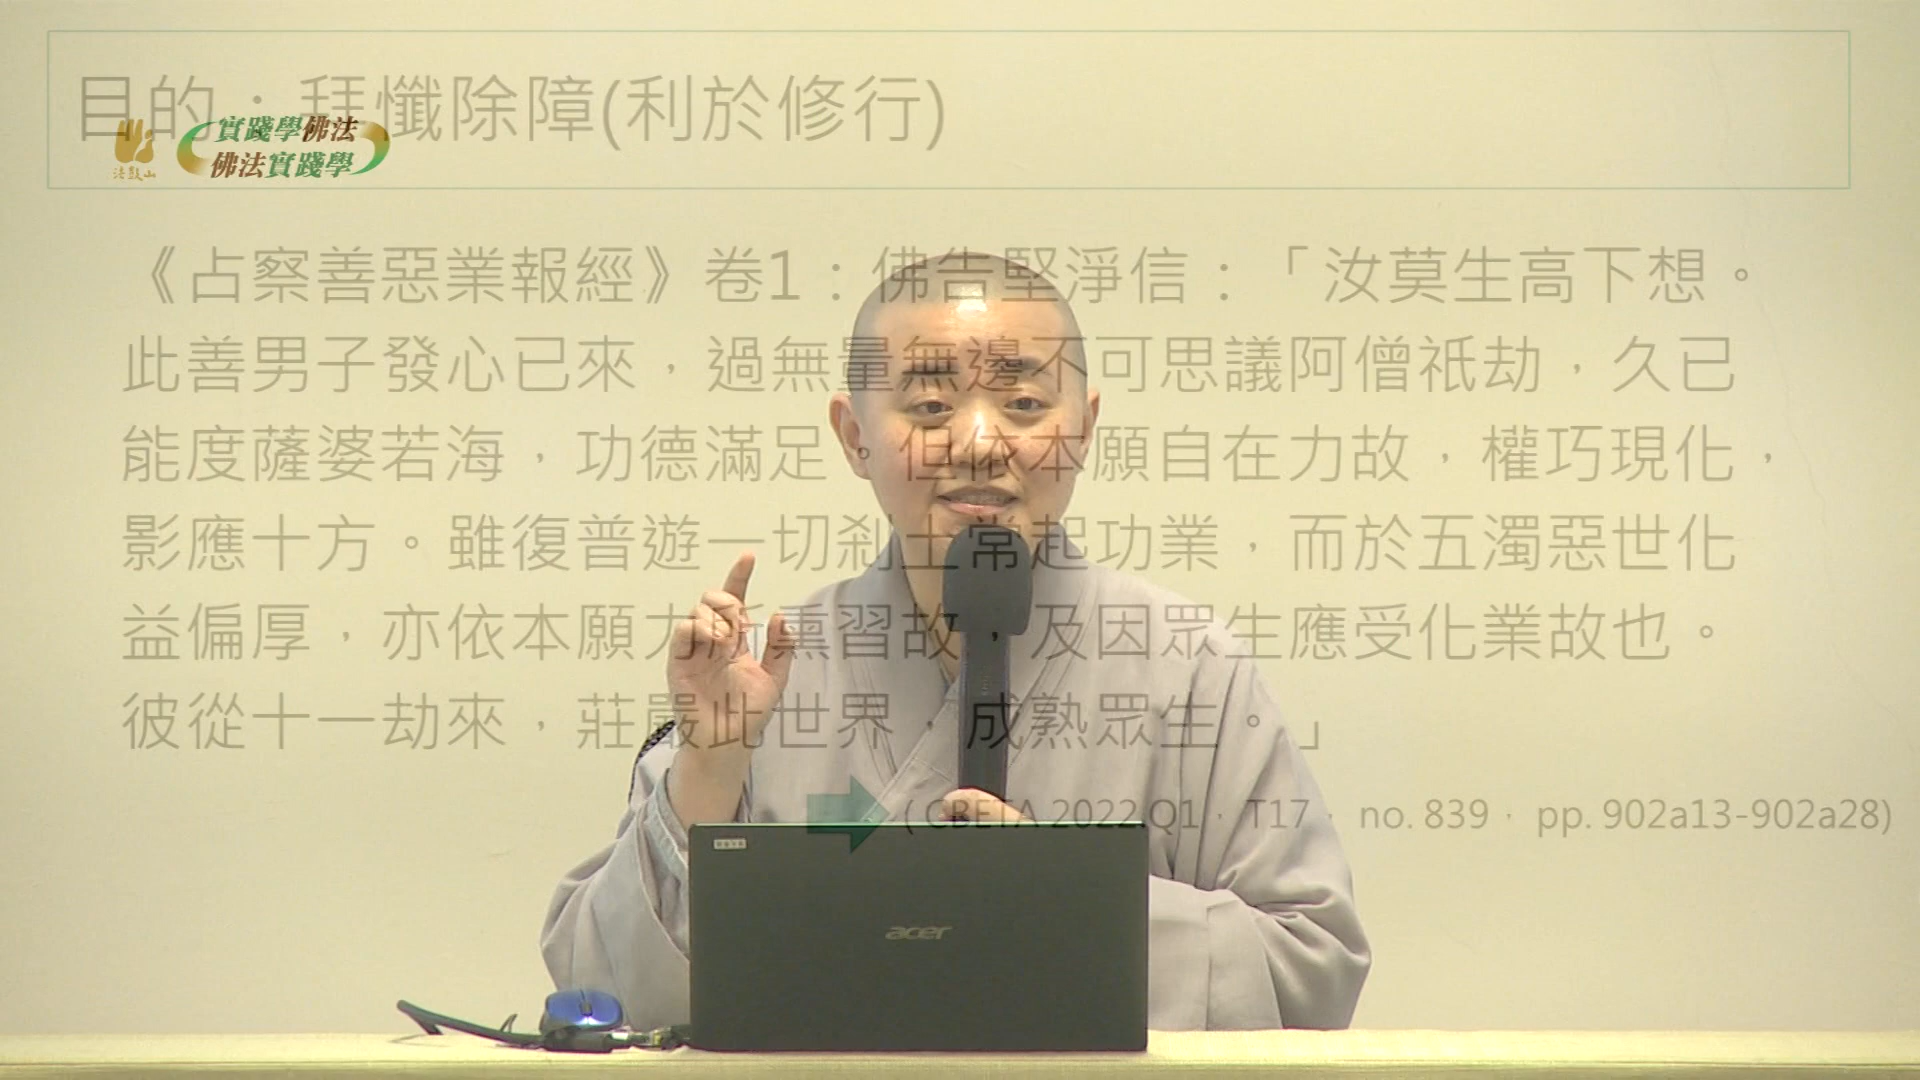 目的：拜懺除障(利於修行)
法鼓山
實踐學佛法
佛法實踐學
《占察善惡業報經》卷1：佛告堅淨信：「汝莫生高下想。
此善男子發心已來，過無量無邊不可思議阿僧祇劫，久已
能度薩婆若海，功德滿足。但依本願自在力故，權巧現化，
影應十方。雖復普遊一切剎土常起功業，而於五濁惡世化
益偏厚，亦依本願力所熏習故，及因眾生應受化業故也。
彼從十一劫來，莊嚴此世界，成熟眾生。」
( CBETA 2022.Q1， T17， no. 839， pp. 902a13-902a28)
acer